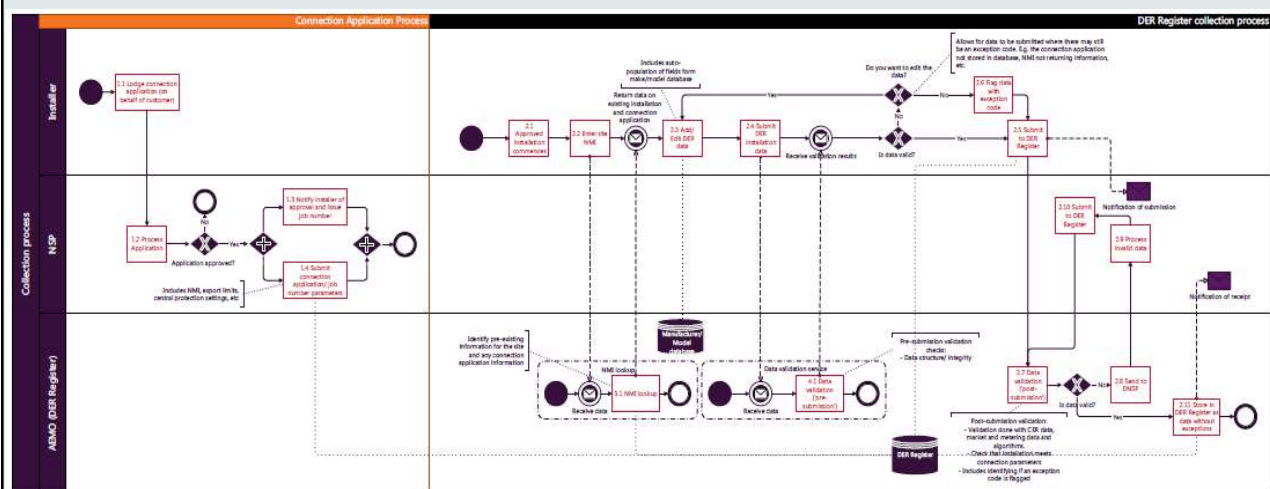 Connection Application Process
DER Register collection process
Collection process
Installer
NSP
AEMO (DER Register)
1.1 Lodge connection
application (on
behalf of customer)
1.2 Process
Application
No
Yes
Application approved?
1.3 Notify installer of
approval and issue
job number
1.4 Submit
connection
application/ job
number parameters
Includes NMI, export limits,
central protection settings, etc
2.1
Approved
installation
commences
2.2 Enter site
NMI
Return data on
existing installation
and connection
application
Includes auto-
population of fields form
make/model database
2.3 Add/
Edit DER
data
2.4 Submit
DER
installation
data
Receive validation results
Do you want to edit the
data?
Yes
No
No
Is data valid?
Yes
Allows for data to be submitted where there may still
be an exception code. E.g. the connection application
not stored in database, NMI not returning information,
etc.
2.6 Flag data
with
exception
code
2.5 Submit
to DER
Register
Notification of submission
2.10 Submit
to DER
Register
2.9 Process
invalid data
Notification of receipt
Identify pre-existing
information for the site
and any connection
application information
NMI lookup
Receive data
3.1 NMI lookup
Manufacturer/
Model
database
Data validation service
Receive data
4.1 Data
validation
('pre-
submission')
Pre-submission validation
checks:
- Data structure/ integrity
DER Register
2.7 Data
validation
('post-
submission')
Is data valid?
No
Yes
2.8 Send to
DNSP
2.11 Store in
DER Register as
data without
exceptions
Post-submission validation:
- Validation done with CER data,
market and metering data and
algorithms.
- Check that installation meets
connection parameters
- Includes identifying if an exception
code is flagged